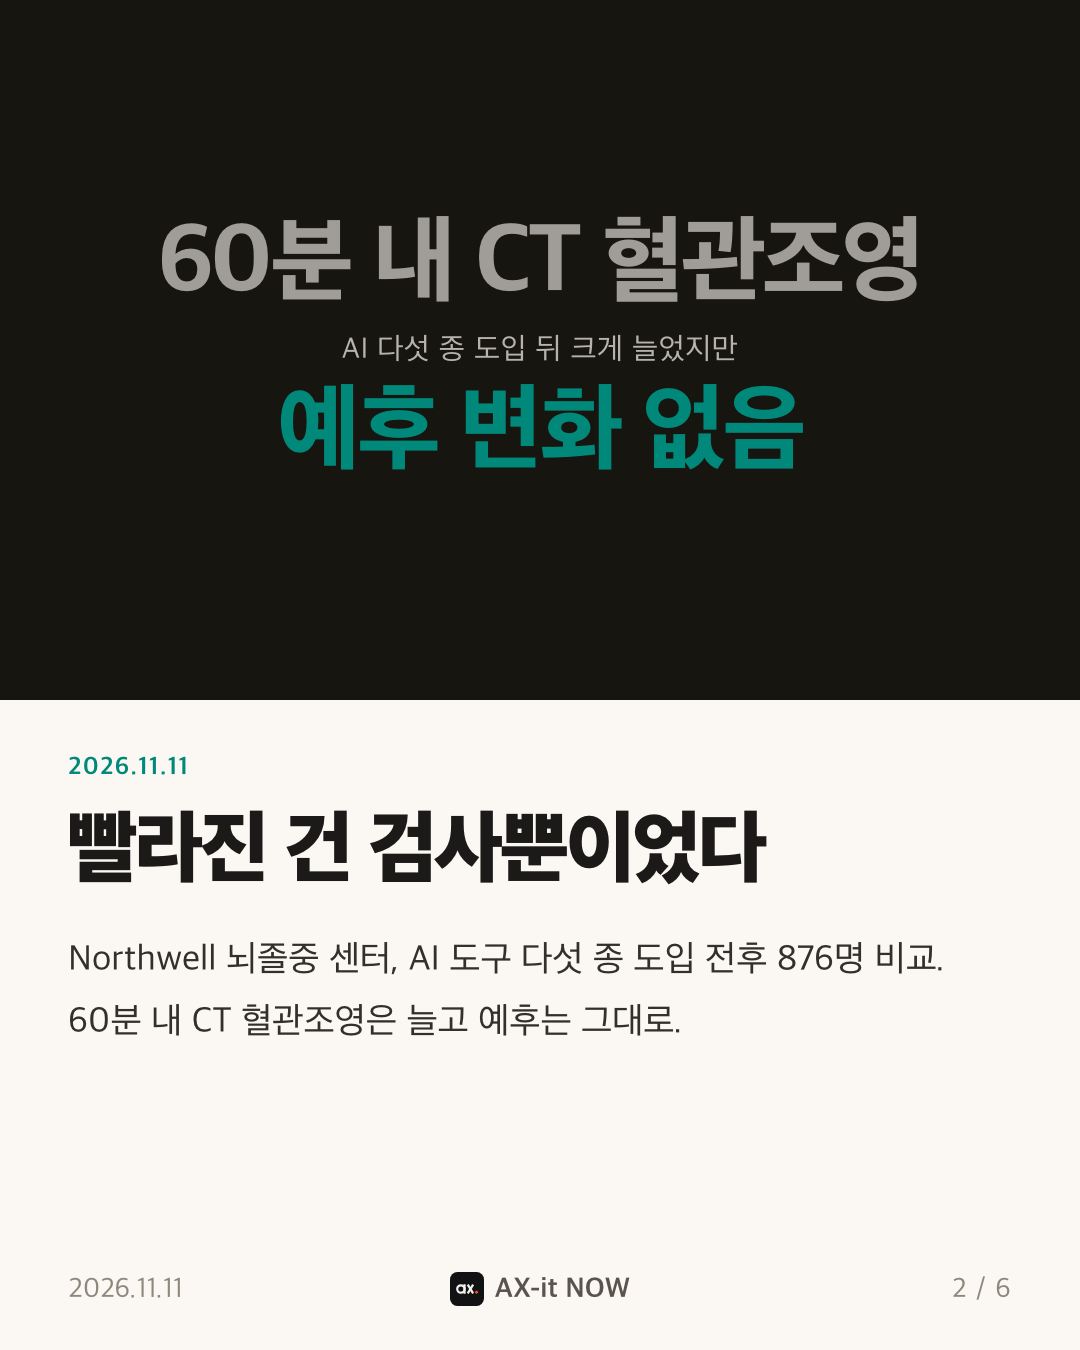 60분 내 CT 혈관조영
AI 다섯 종 도입 뒤 크게 늘었지만
예후 변화 없음
2026.11.11
빨라진 건 검사뿐이었다
Northwell 뇌졸중 센터, AI 도구 다섯 종 도입 전후 876명 비교.
60분 내 CT 혈관조영은 늘고 예후는 그대로.
2026.11.11
ax. AX-it NOW
2 / 6